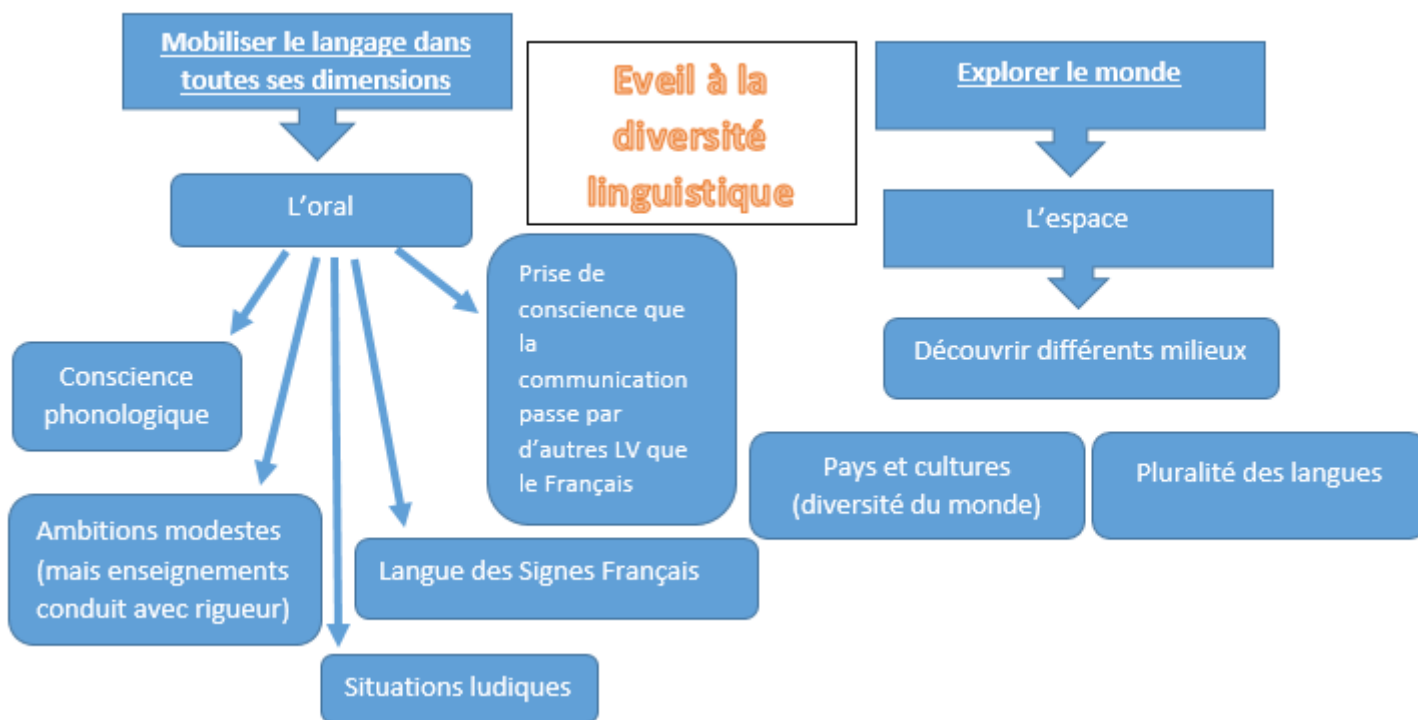 Mobiliser le langage dans
toutes ses dimensions
Eveil à la
diversité
linguistique
Explorer le monde
L’oral
L’espace
Prise de
conscience que
la
communication
passe par
d’autres LV que
le Français
Découvrir différents milieux
Conscience
phonologique
Pays et cultures
(diversité du monde)
Pluralité des langues
Ambitions modestes
(mais enseignements
conduit avec rigueur)
Langue des Signes Français
Situations ludiques